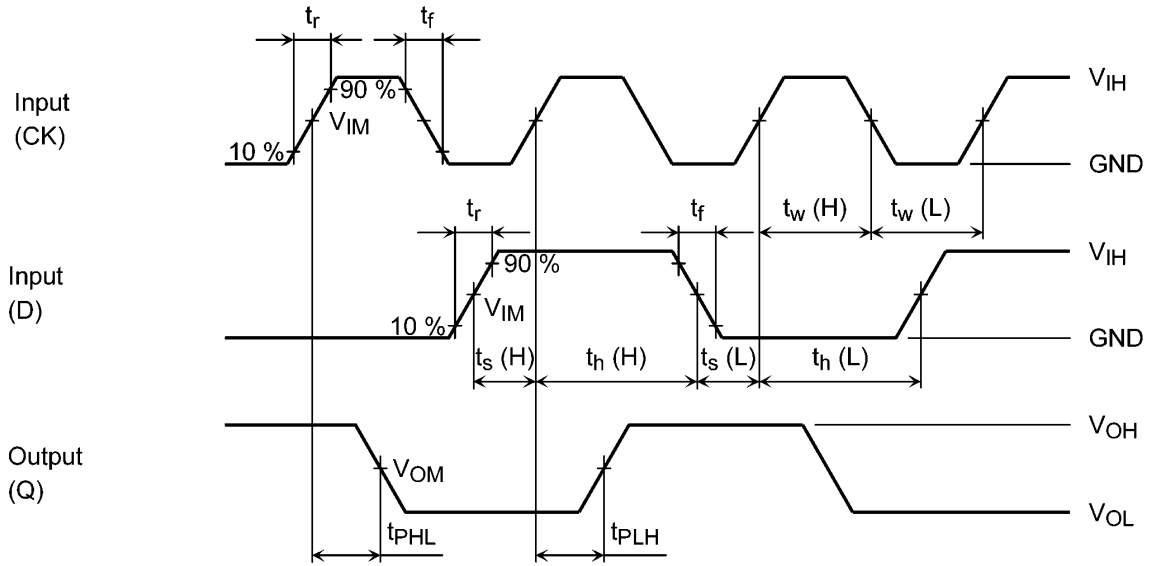 tr
tf
Input
(CK)
90 %
VIM
10 %
VIH
GND
tr
tf
tw (H)
tw (L)
Input
(D)
90 %
VIM
10 %
VIH
GND
ts (H)
th (H)
ts (L)
th (L)
Output
(Q)
VOM
VOH
VOL
tPHL
tPLH